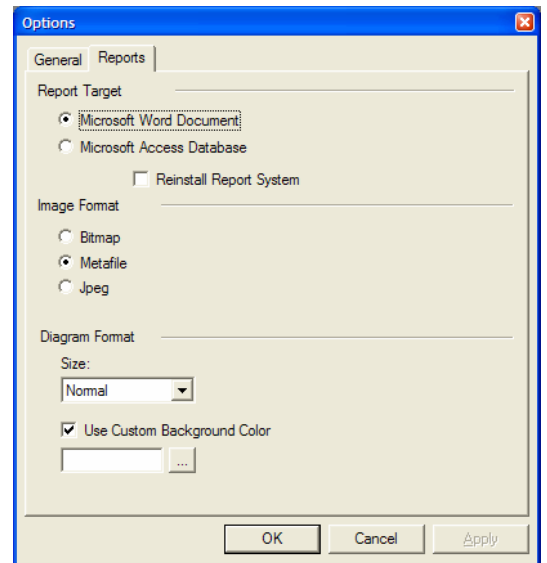 Options
General Reports
Report Target
Microsoft Word Document
Microsoft Access Database
Reinstall Report System
Image Format
Bitmap
Metafile
Jpeg
Diagram Format
Size:
Normal
Use Custom Background Color
...
OK Cancel Apply